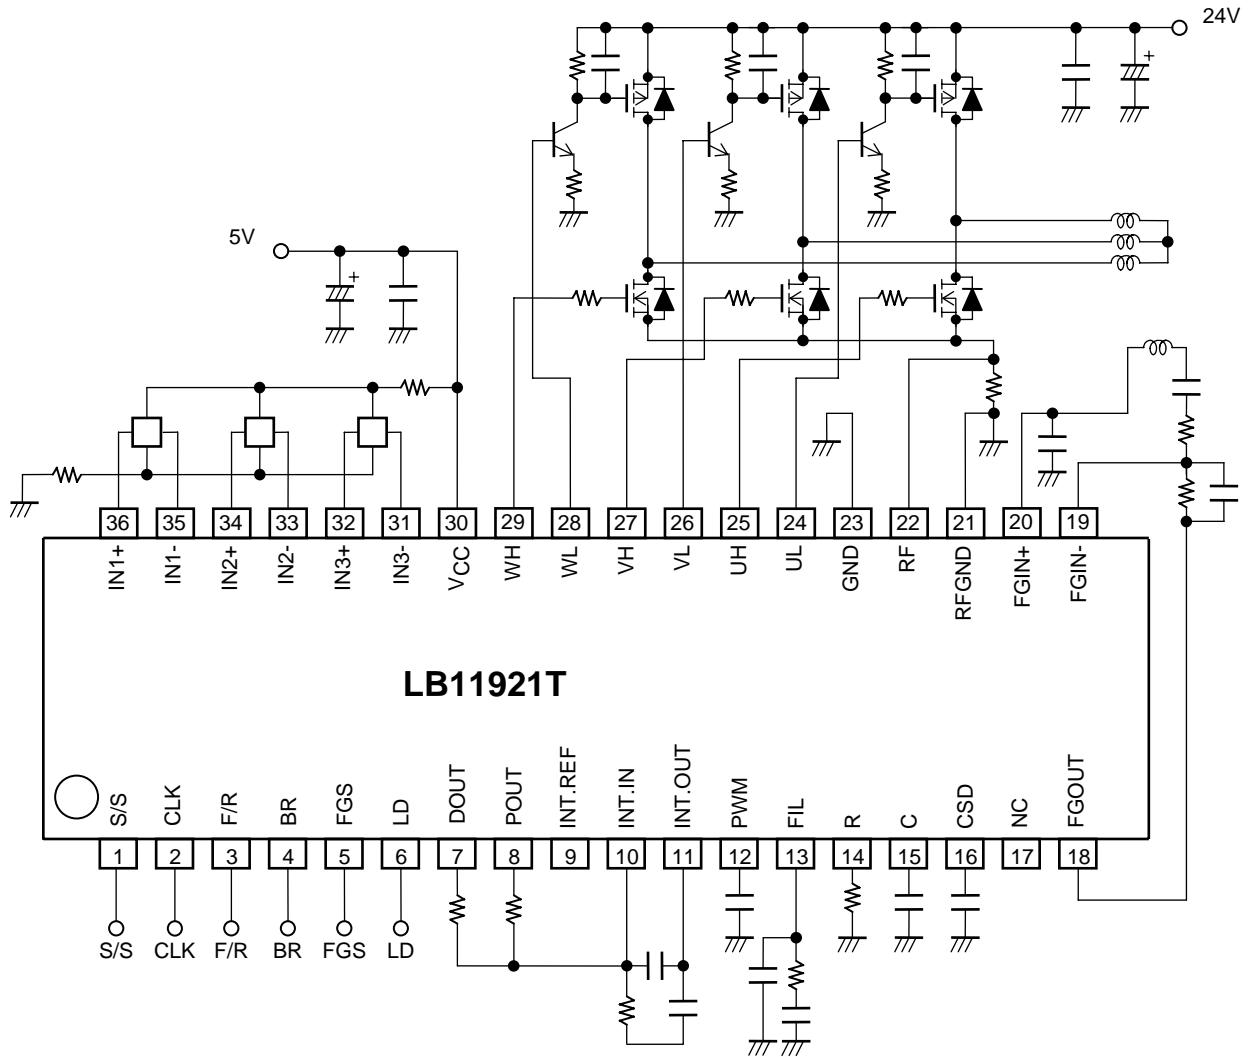 24V
+
5V
+
36 35 34 33 32 31 30 29 28 27 26 25 24 23 22 21 20 19
IN1+ IN1- IN2+ IN2- IN3+ IN3- VCC WH WL VH VL UH UL GND RF RFGND FGIN+ FGIN-
LB11921T
S/S CLK F/R BR FGS LD DOUT POUT INT.REF INT.IN INT.OUT PWM FIL R C CSD NC FGOUT
1 2 3 4 5 6 7 8 9 10 11 12 13 14 15 16 17 18
S/S CLK F/R BR FGS LD